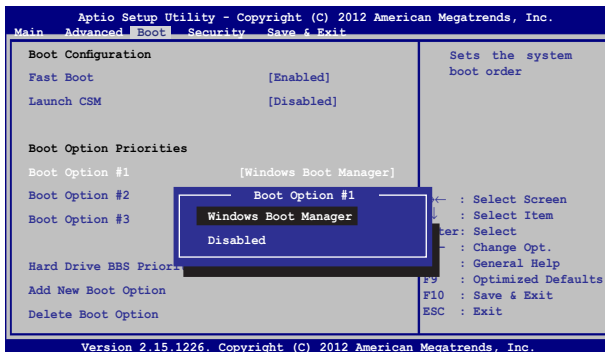 Aptio Setup Utility - Copyright (C) 2012 American Megatrends, Inc.
Main Advanced Boot Security Save & Exit
Boot Configuration
Fast Boot [Enabled]
Launch CSM [Disabled]
Boot Option Priorities
Boot Option #1 [Windows Boot Manager]
Boot Option #2
Boot Option #3
Hard Drive BBS
Add New Boot Option
Delete Boot Option
Boot Option #1
Windows Boot Manager
Disabled
Sets the system
boot order
← : Select Screen
: Select Item
: Select
: Change Opt.
: General Help
F9 : Optimized Defaults
F10 : Save & Exit
ESC : Exit
Version 2.15.1226. Copyright (C) 2012 American Megatrends, Inc.